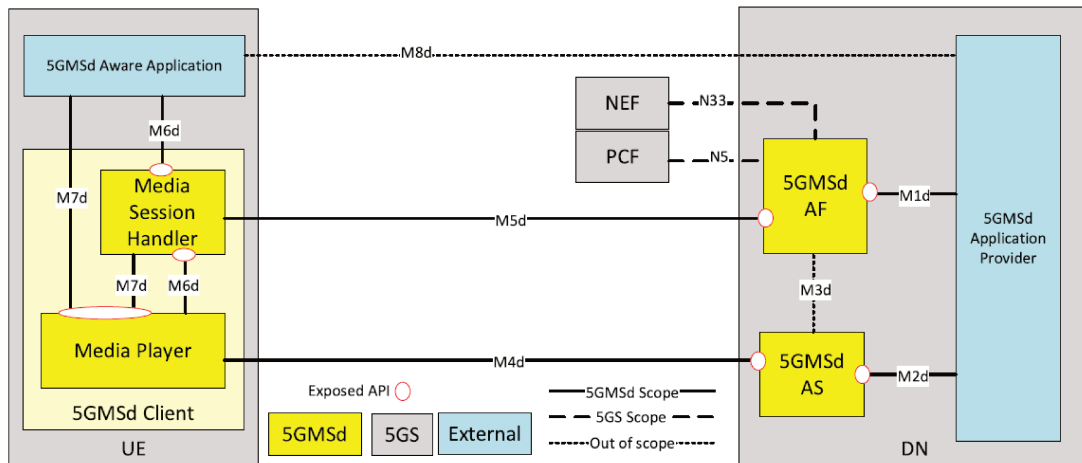 5GMSd Aware Application
M8d
NEF
N33
M6d
PCF
N5
Media
Session
Handler
M7d
5GMSd
AF
M1d
M5d
5GMSd
Application
Provider
M7d
M6d
M3d
Media Player
M4d
5GMSd
AS
M2d
Exposed API
5GMSd Scope
5GMSd Client
5GMSd
5GS
External
5GS Scope
Out of scope
UE
DN